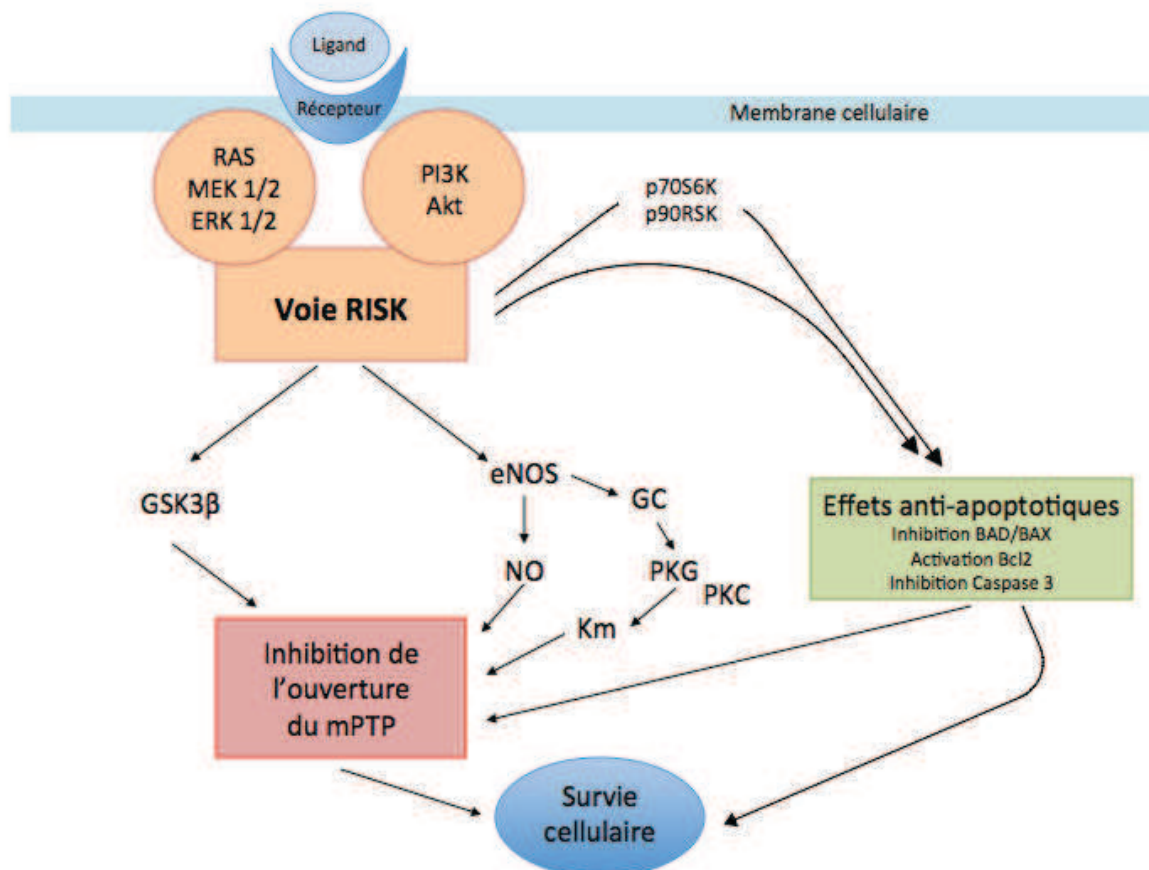 Ligand
Récepteur
Membrane cellulaire
RAS
MEK 1/2
ERK 1/2
PI3K
Akt
p70S6K
p90RSK
Voie RISK
GSK3β
eNOS
GC
NO
PKG
PKC
Km
Effets anti-apoptotiques
Inhibition BAD/BAX
Activation Bcl2
Inhibition Caspase 3
Inhibition de
l'ouverture
du mPTP
Survie
cellulaire